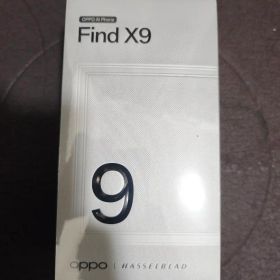 OPPO AI Phone
Find X9
9
oppo | HASSELBLAD